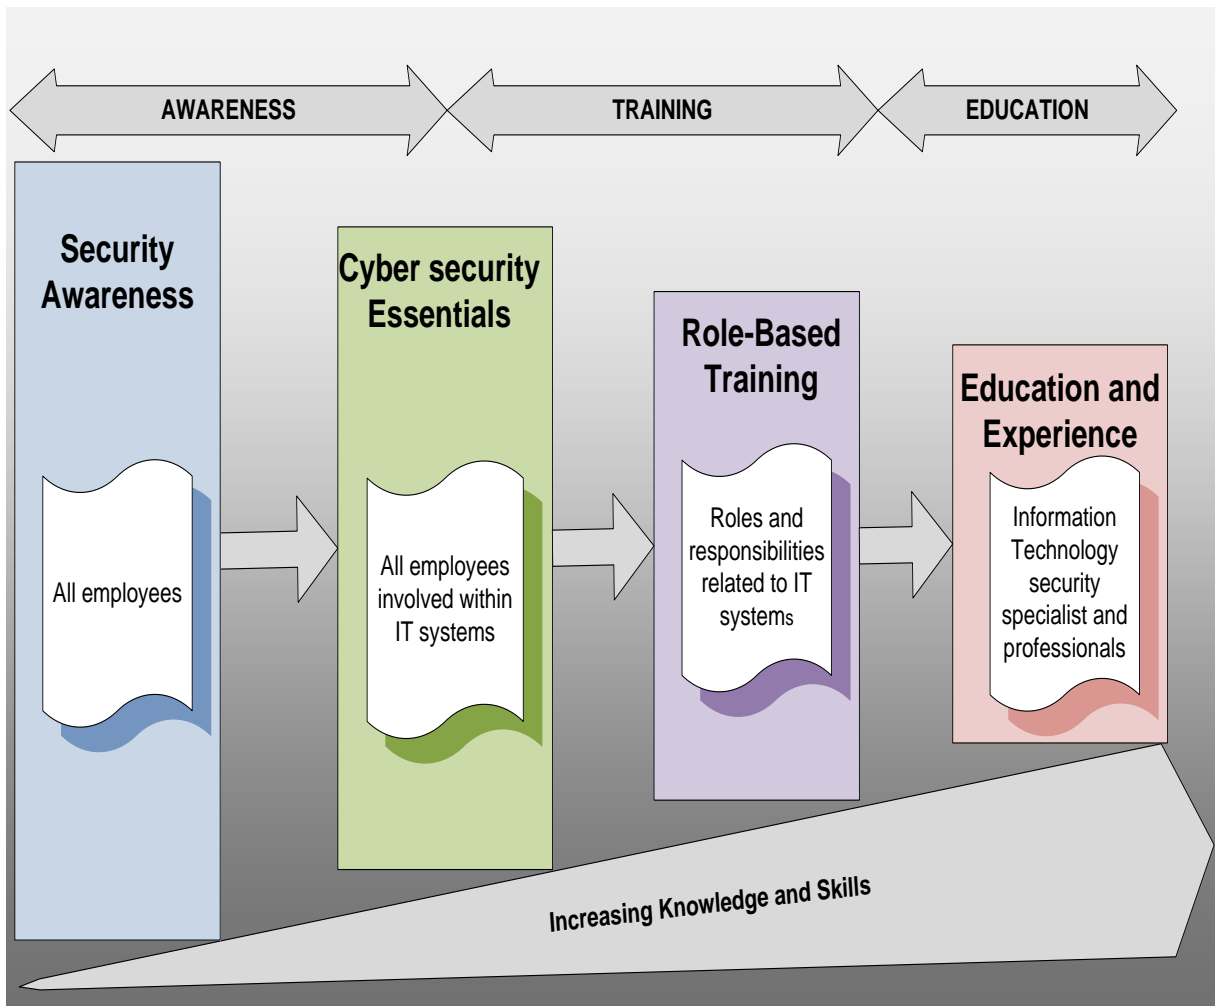 AWARENESS
TRAINING
EDUCATION
Security
Awareness
All employees
Cyber security
Essentials
All employees
involved within
IT systems
Role-Based
Training
Roles and
responsibilities
related to IT
systems
Education and
Experience
Information
Technology
security
specialist and
professionals
Increasing Knowledge and Skills